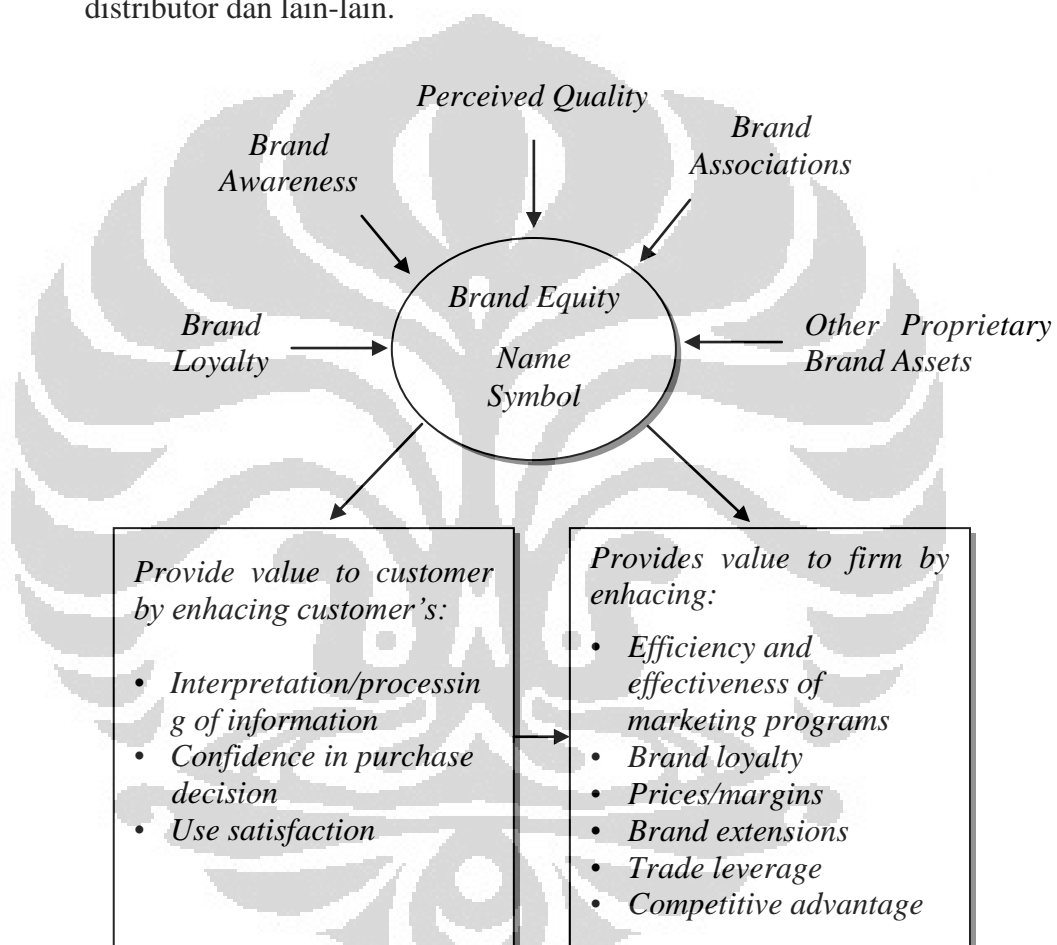 distributor dan lain-lain.
Perceived Quality
Brand
Awareness
Brand
Associations
Brand Equity
Name
Symbol
Brand
Loyalty
Other Proprietary
Brand Assets
Provide value to customer
by enhacing customer's:
• Interpretation/processin
g of information
• Confidence in purchase
decision
• Use satisfaction
Provides value to firm by
enhacing:
• Efficiency and
effectiveness of
marketing programs
• Brand loyalty
• Prices/margins
• Brand extensions
• Trade leverage
• Competitive advantage